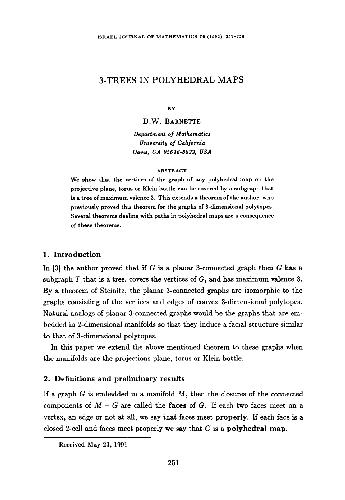 ISRAEL JOURNAL OF MATHEMATICS
3-TREES IN POLYHEDRAL MAPS
BY
D.W. BARNETTE
Department of Mathematics
University of California
Davis, CA 95616-8633, USA
ABSTRACT
We show that the vertices of the graph of any polyhedral map on the
projective plane, torus or Klein bottle can be covered by a subgraph that
is a tree of maximum valence 3. This extends a theorem of the author, who
previously proved this theorem for the graphs of 3-dimensional polytopes.
Several theorems dealing with paths in polyhedral maps are a consequence
of these theorems.
1. Introduction
In [3] the author proved that if G is a planar 3-connected graph then G has a
subgraph T that is a tree, covers the vertices of G, and has maximum valence 3.
By a theorem of Steinitz, the planar 3-connected graphs are isomorphic to the
graphs consisting of the vertices and edges of convex 3-dimensional polytopes.
Natural analogs of planar 3-connected graphs would be the graphs that are em-
bedded in 2-dimensional manifolds so that they induce a facial structure similar
to that of 3-dimensional polytopes.
In this paper we extend the above mentioned theorem to these graphs when
the manifolds are the projections plane, torus or Klein bottle.
2. Definitions and preliminary results
If a graph G is embedded in a manifold M, then the closures of the connected
components of M − G are called the faces of G. If each two faces meet on a
vertex, an edge or not at all, we say that faces meet properly. If each face is a
closed 2-cell and faces meet properly we say that G is a polyhedral map.
Received May 21, 1991
251